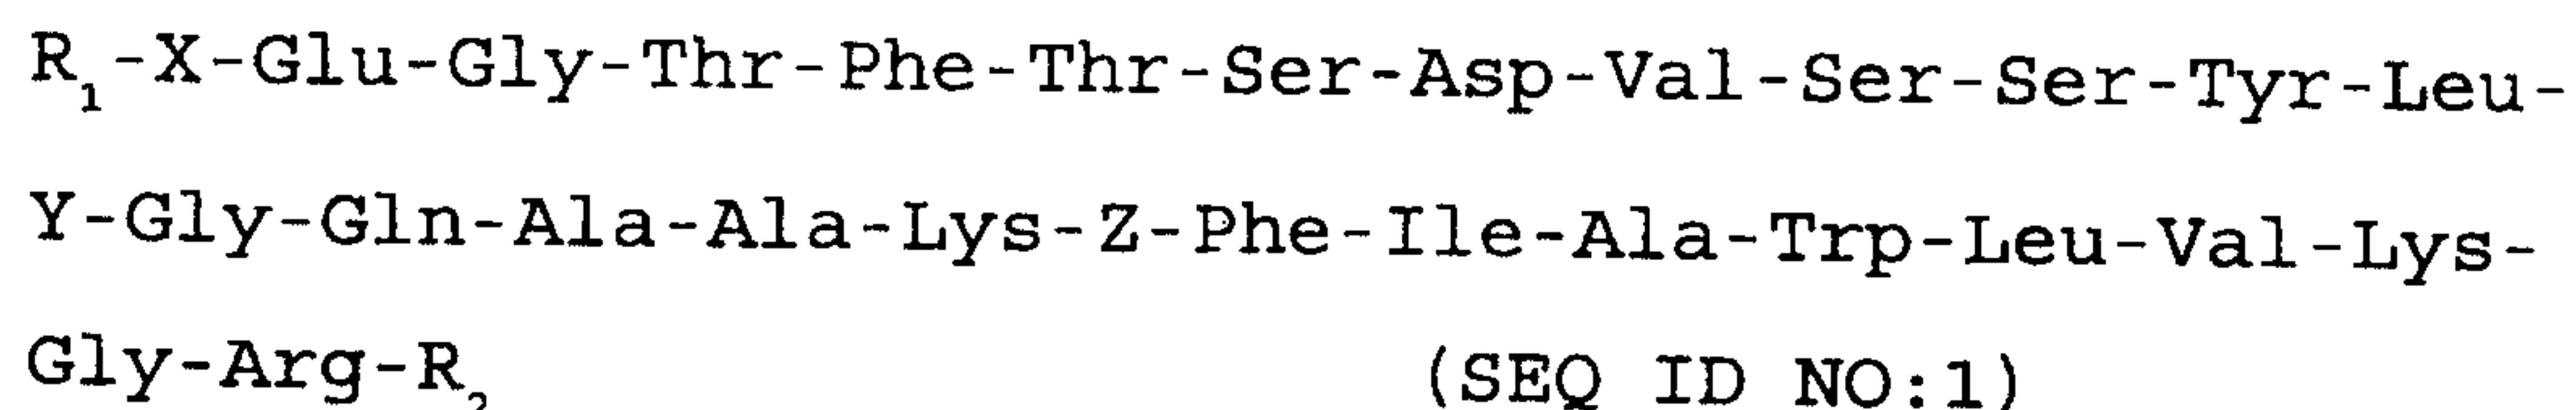 R₁-X-Glu-Gly-Thr-Phe-Thr-Ser-Asp-Val-Ser-Ser-Tyr-Leu-
Y-Gly-Gln-Ala-Ala-Lys-Z-Phe-Ile-Ala-Trp-Leu-Val-Lys-
Gly-Arg-R₂ (SEQ ID NO:1)